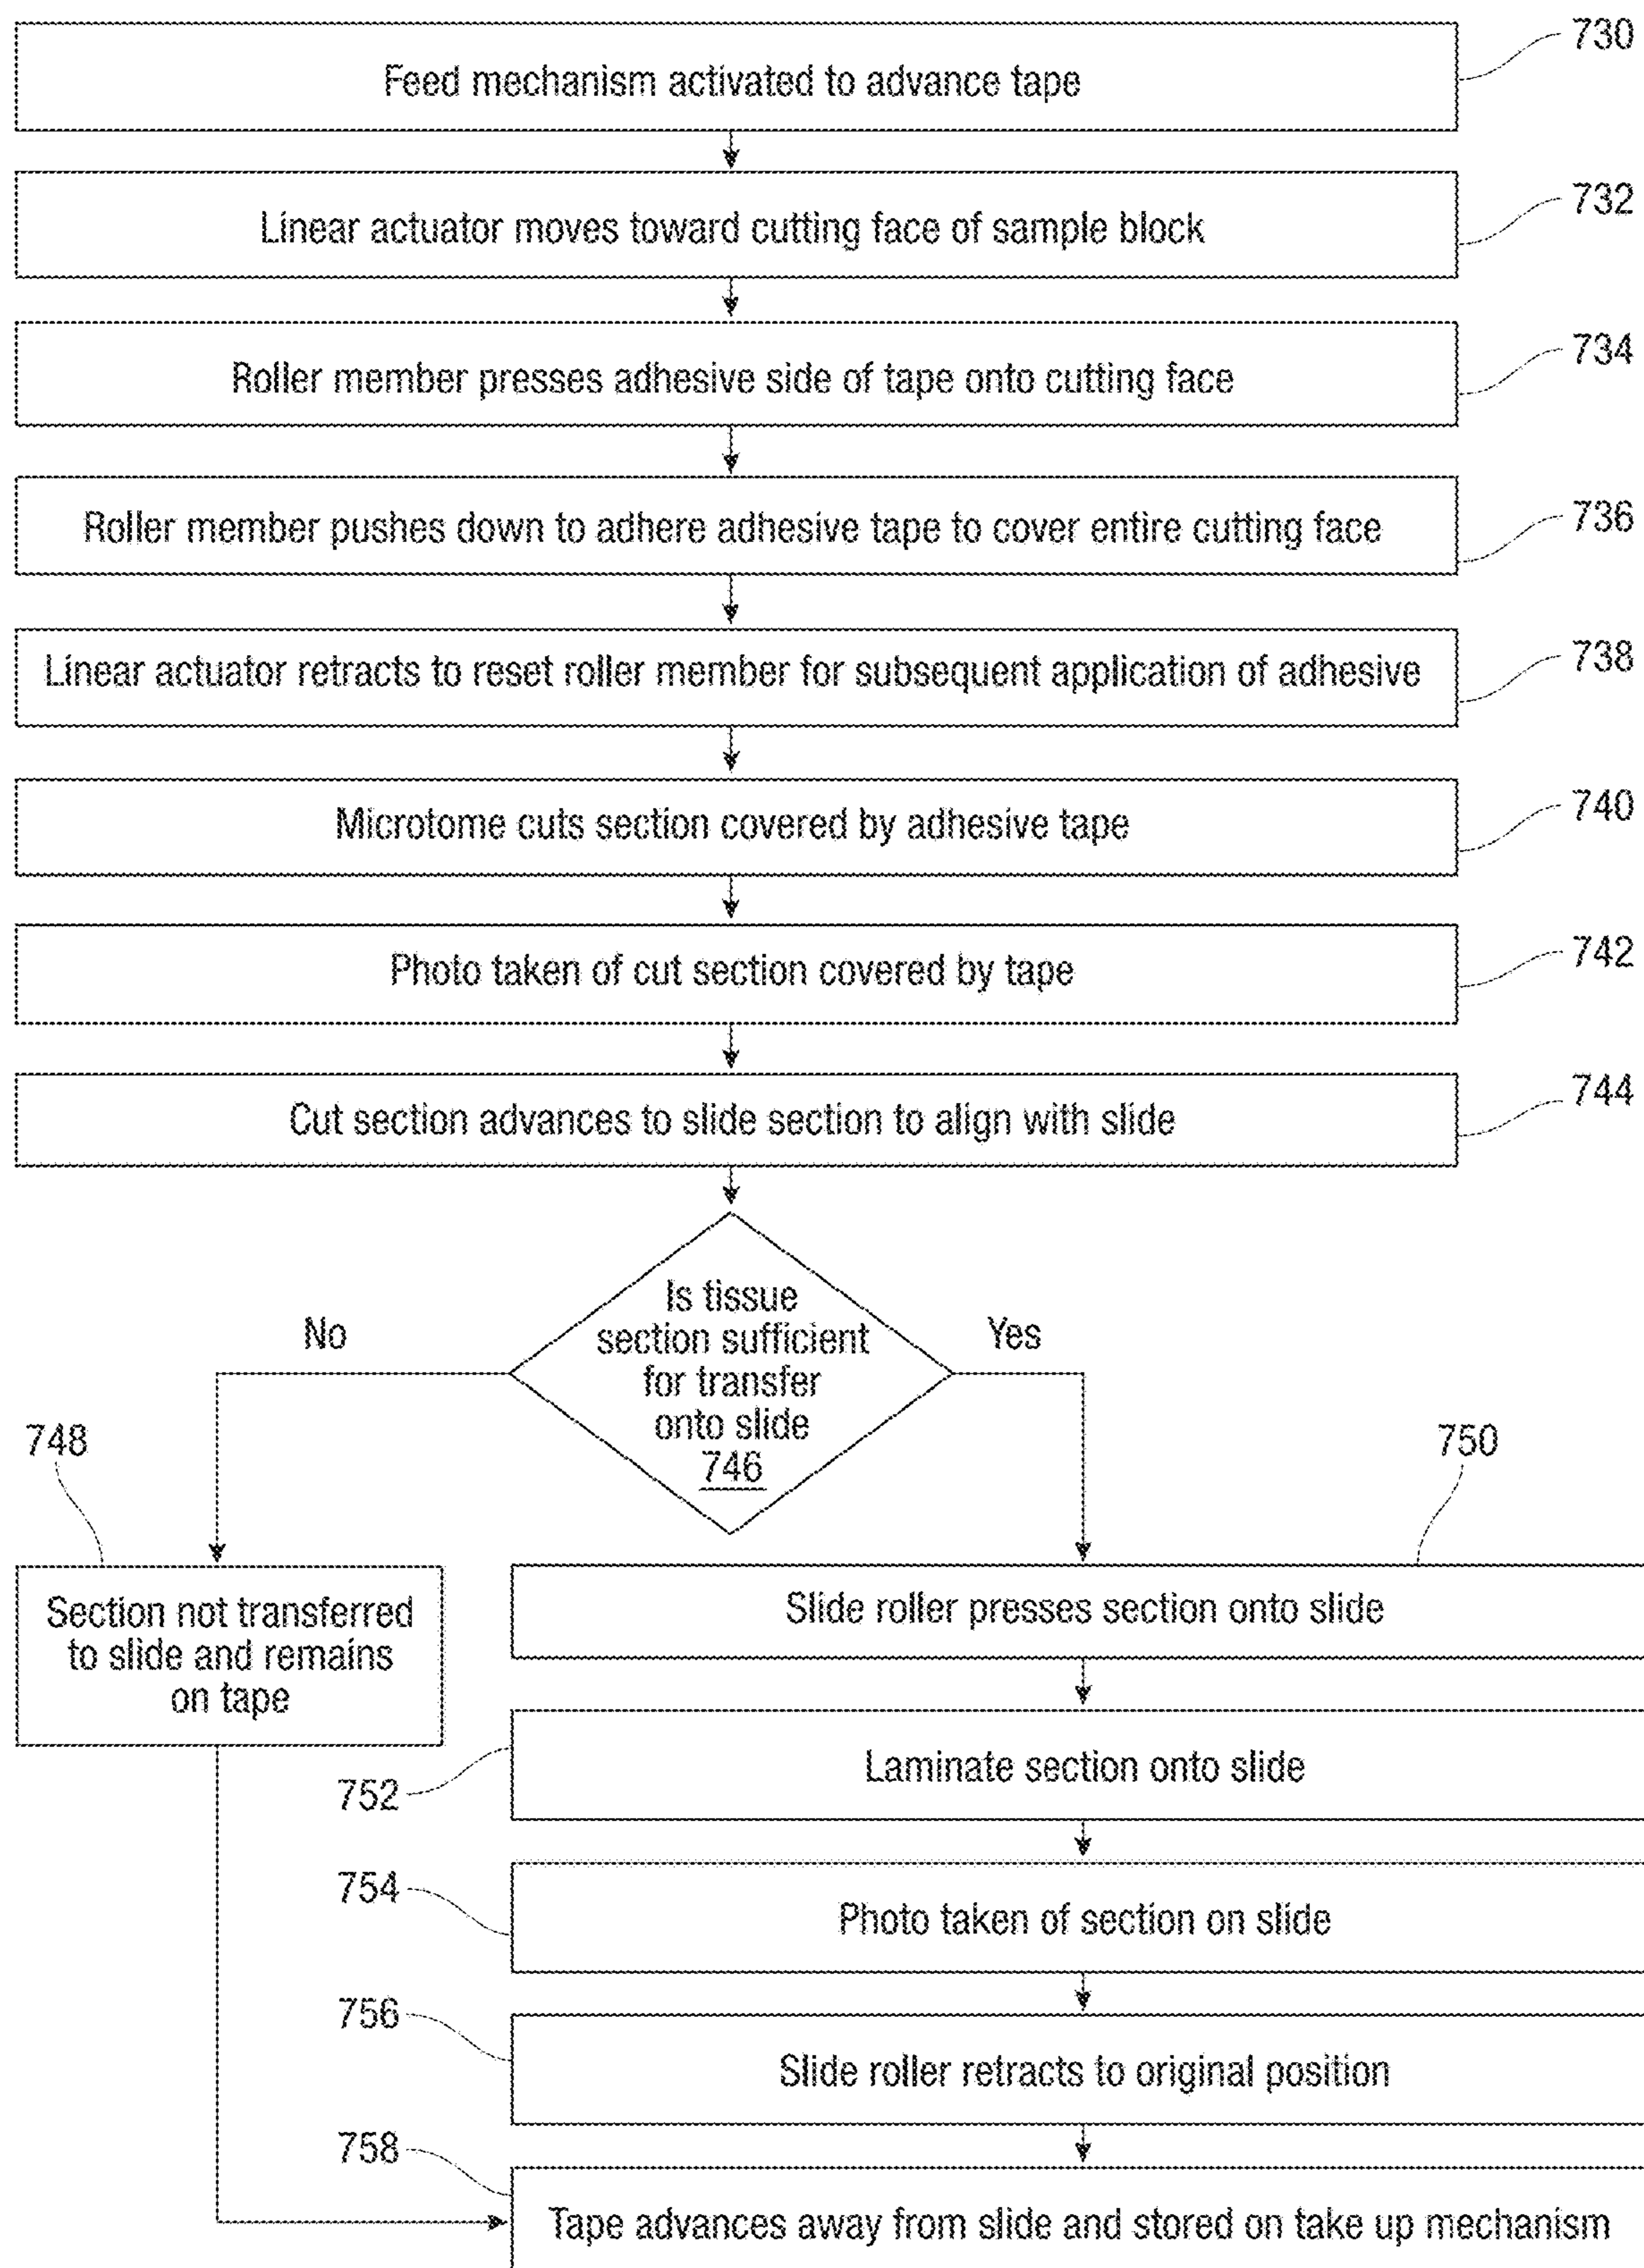 730
Feed mechanism activated to advance tape
732
Linear actuator moves toward cutting face of sample block
734
Roller member presses adhesive side of tape onto cutting face
736
Roller member pushes down to adhere adhesive tape to cover entire cutting face
738
Linear actuator retracts to reset roller member for subsequent application of adhesive
740
Microtome cuts section covered by adhesive tape
742
Photo taken of cut section covered by tape
744
Cut section advances to slide section to align with slide
Is tissue
section sufficient
for transfer
onto slide
746
No
Yes
748
Section not transferred
to slide and remains
on tape
750
Slide roller presses section onto slide
752
Laminate section onto slide
754
Photo taken of section on slide
756
Slide roller retracts to original position
758
Tape advances away from slide and stored on take up mechanism